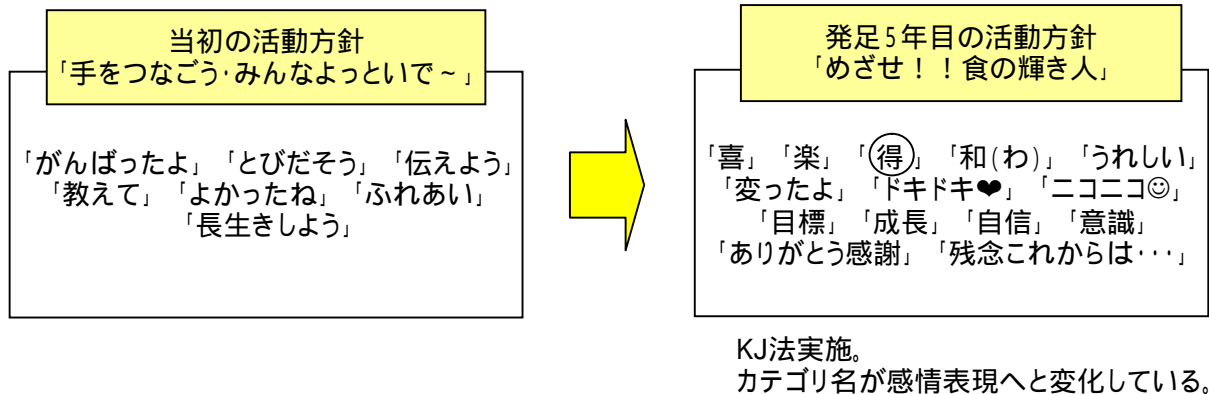 当初の活動方針
「手をつなごう・みんなよっといで～」
「がんばったよ」「とびだそう」「伝えよう」
「教えて」「よかったね」「ふれあい」
「長生きしよう」
発足5年目の活動方針
「めざせ！！食の輝き人」
「喜」「楽」「得」「和(わ)」「うれしい」
「変ったよ」「ドキドキ❤」「ニコニコ☺」
「目標」「成長」「自信」「意識」
「ありがとう感謝」「残念これからは・・・」
KJ法実施。
カテゴリ名が感情表現へと変化している。